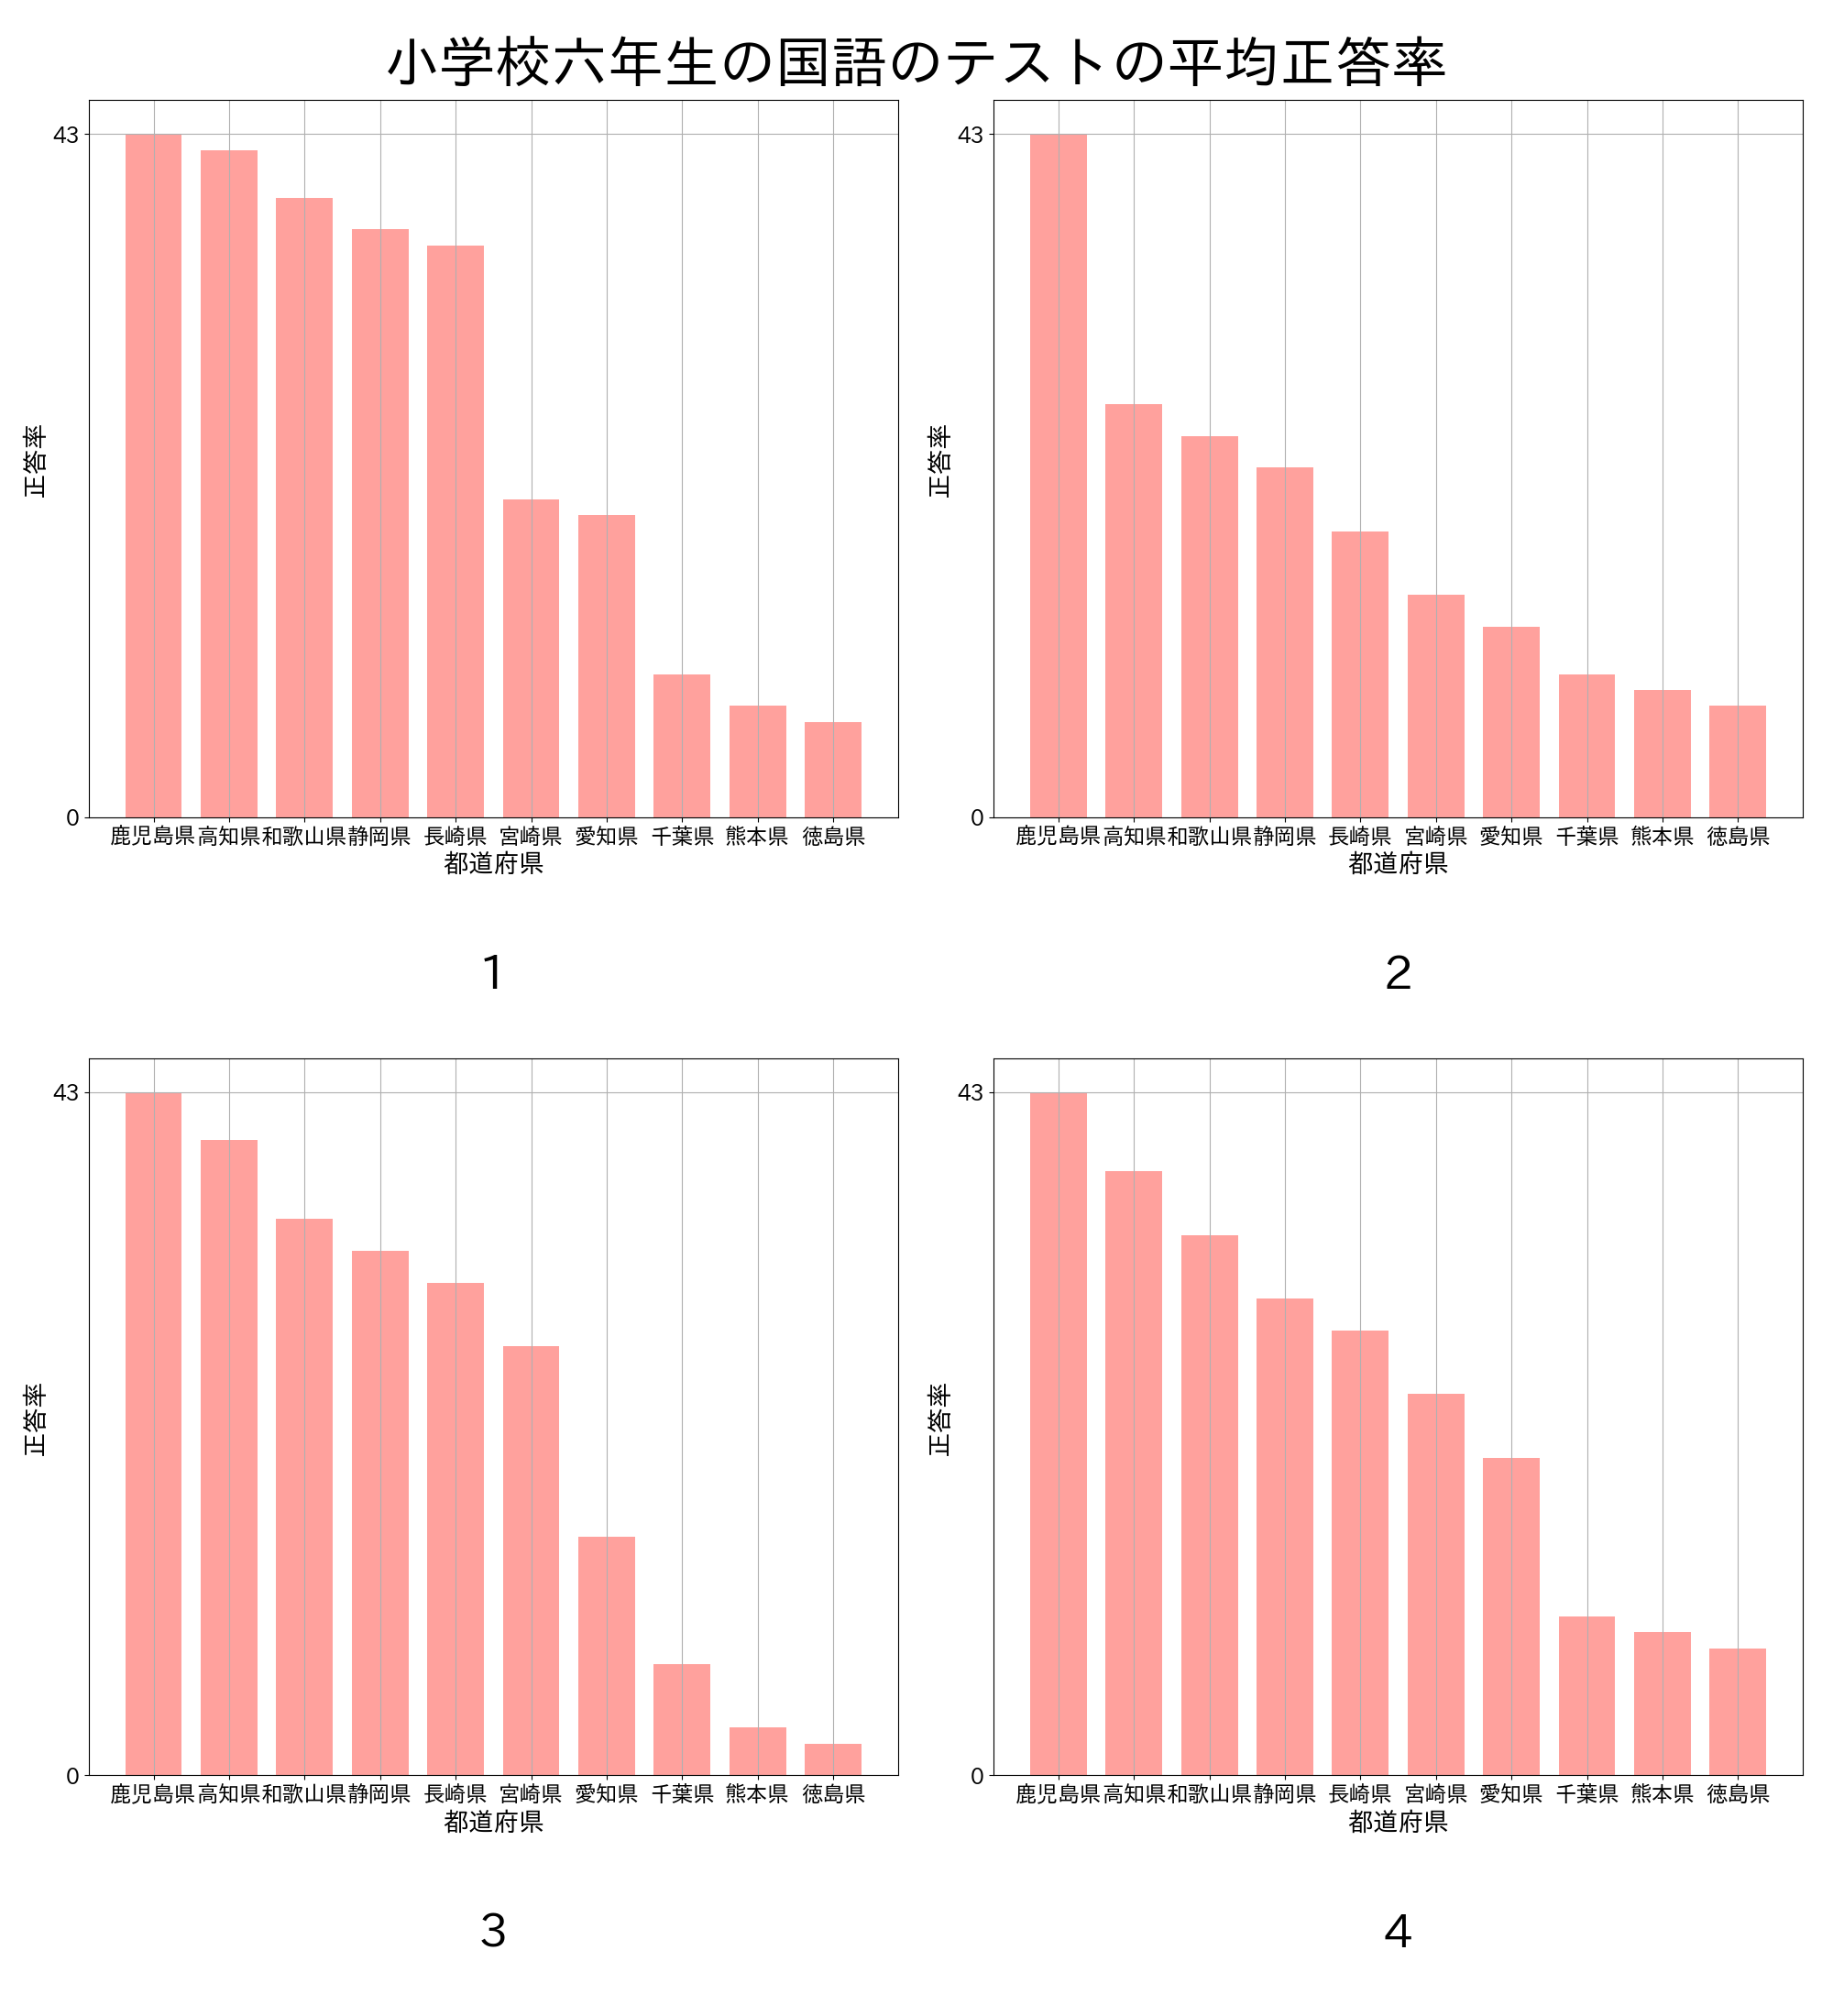 小学校六年生の国語のテストの平均正答率
43
0
正答率
鹿児島県 高知県 和歌山県 静岡県 長崎県 宮崎県 愛知県 千葉県 熊本県 徳島県
都道府県
1
43
0
正答率
鹿児島県 高知県 和歌山県 静岡県 長崎県 宮崎県 愛知県 千葉県 熊本県 徳島県
都道府県
2
43
0
正答率
鹿児島県 高知県 和歌山県 静岡県 長崎県 宮崎県 愛知県 千葉県 熊本県 徳島県
都道府県
3
43
0
正答率
鹿児島県 高知県 和歌山県 静岡県 長崎県 宮崎県 愛知県 千葉県 熊本県 徳島県
都道府県
4